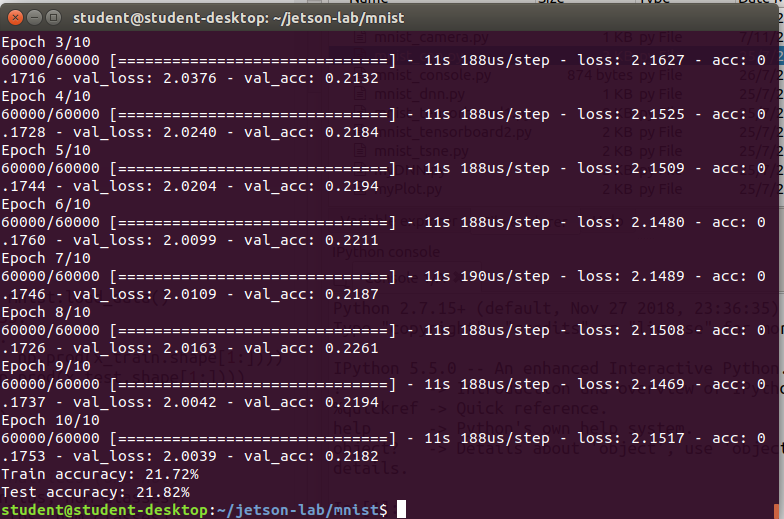 student@student-desktop: ~/jetson-lab/mnist
Epoch 3/10
60000/60000 [==============================] - 11s 188us/step - loss: 2.1627 - acc: 0
.1716 - val_loss: 2.0376 - val_acc: 0.2132
Epoch 4/10
60000/60000 [==============================] - 11s 188us/step - loss: 2.1525 - acc: 0
.1728 - val_loss: 2.0240 - val_acc: 0.2184
Epoch 5/10
60000/60000 [==============================] - 11s 188us/step - loss: 2.1509 - acc: 0
.1744 - val_loss: 2.0204 - val_acc: 0.2194
Epoch 6/10
60000/60000 [==============================] - 11s 188us/step - loss: 2.1480 - acc: 0
.1760 - val_loss: 2.0099 - val_acc: 0.2211
Epoch 7/10
60000/60000 [==============================] - 11s 190us/step - loss: 2.1489 - acc: 0
.1746 - val_loss: 2.0109 - val_acc: 0.2187
Epoch 8/10
60000/60000 [==============================] - 11s 188us/step - loss: 2.1508 - acc: 0
.1726 - val_loss: 2.0163 - val_acc: 0.2261
Epoch 9/10
60000/60000 [==============================] - 11s 188us/step - loss: 2.1469 - acc: 0
.1737 - val_loss: 2.0042 - val_acc: 0.2194
Epoch 10/10
60000/60000 [==============================] - 11s 188us/step - loss: 2.1517 - acc: 0
.1753 - val_loss: 2.0039 - val_acc: 0.2182
Train accuracy: 21.72%
Test accuracy: 21.82%
student@student-desktop:~/jetson-lab/mnist$